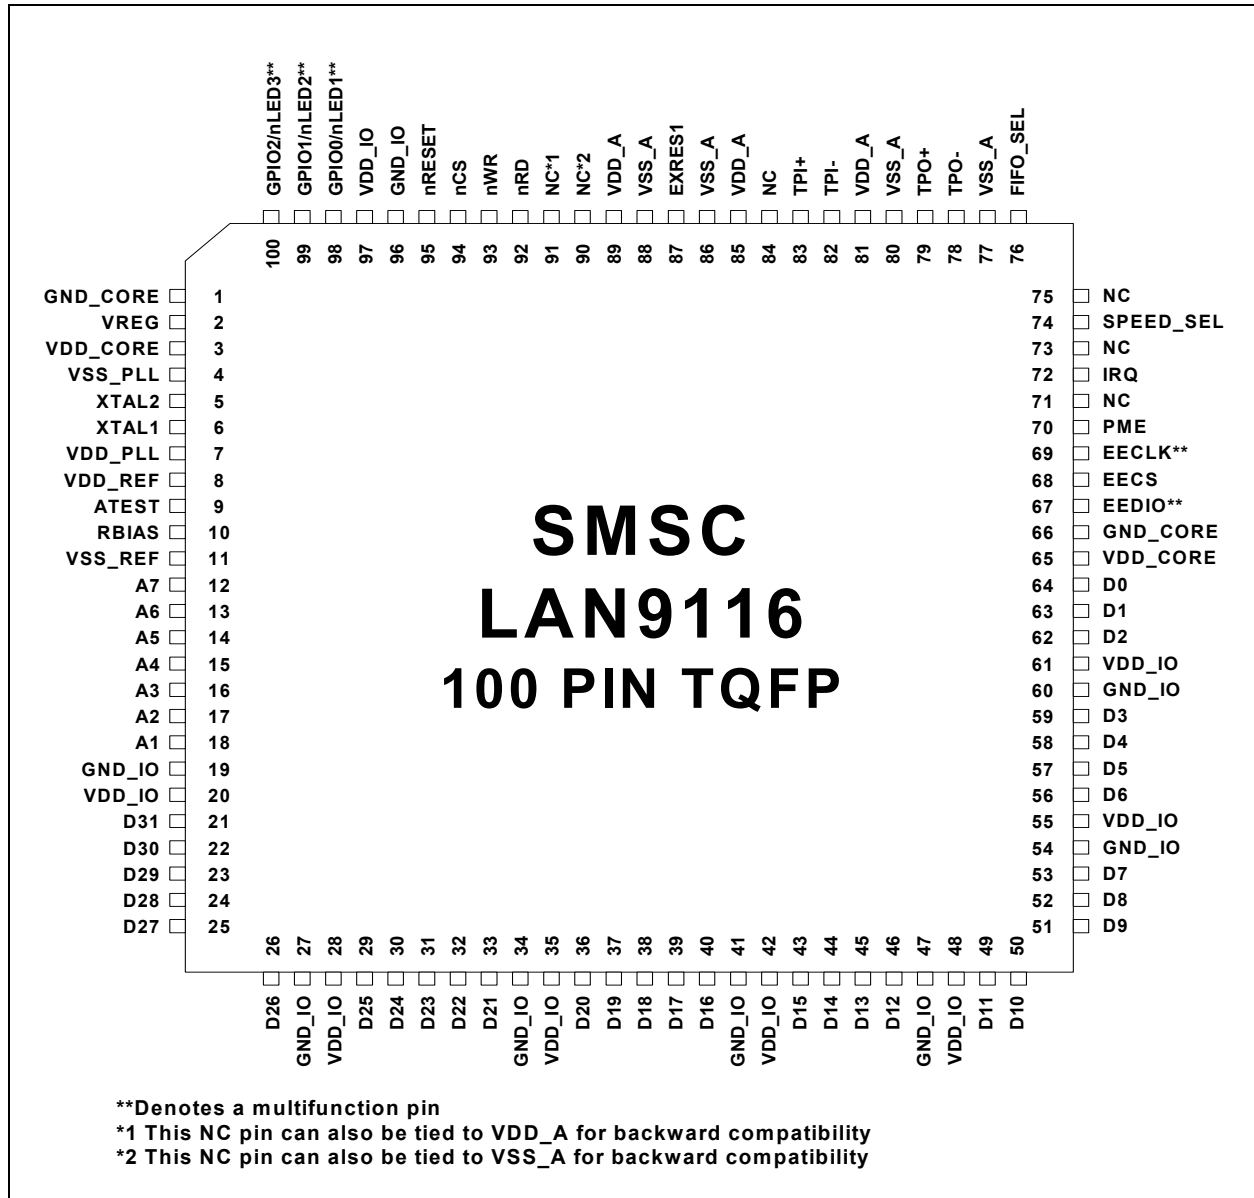 GPIO2/nLED3**
GPIO1/nLED2**
GPIO0/nLED1**
VDD_IO
GND_IO
nRESET
nCS
nWR
nRD
NC*1
NC*2
VDD_A
VSS_A
EXRES1
VSS_A
VDD_A
NC
TPI+
TPI-
VDD_A
VSS_A
TPO+
TPO-
VSS_A
FIFO_SEL
100
99
98
97
96
95
94
93
92
91
90
89
88
87
86
85
84
83
82
81
80
79
78
77
76
GND_CORE 1
VREG 2
VDD_CORE 3
VSS_PLL 4
XTAL2 5
XTAL1 6
VDD_PLL 7
VDD_REF 8
ATEST 9
RBIAS 10
VSS_REF 11
A7 12
A6 13
A5 14
A4 15
A3 16
A2 17
A1 18
GND_IO 19
VDD_IO 20
D31 21
D30 22
D29 23
D28 24
D27 25
SMSC
LAN9116
100 PIN TQFP
75 NC
74 SPEED_SEL
73 NC
72 IRQ
71 NC
70 PME
69 EECLK**
68 EECS
67 EEDIO**
66 GND_CORE
65 VDD_CORE
64 D0
63 D1
62 D2
61 VDD_IO
60 GND_IO
59 D3
58 D4
57 D5
56 D6
55 VDD_IO
54 GND_IO
53 D7
52 D8
51 D9
26
27
28
29
30
31
32
33
34
35
36
37
38
39
40
41
42
43
44
45
46
47
48
49
50
D26
GND_IO
VDD_IO
D25
D24
D23
D22
D21
GND_IO
VDD_IO
D20
D19
D18
D17
D16
GND_IO
VDD_IO
D15
D14
D13
D12
GND_IO
VDD_IO
D11
D10
**Denotes a multifunction pin
*1 This NC pin can also be tied to VDD_A for backward compatibility
*2 This NC pin can also be tied to VSS_A for backward compatibility